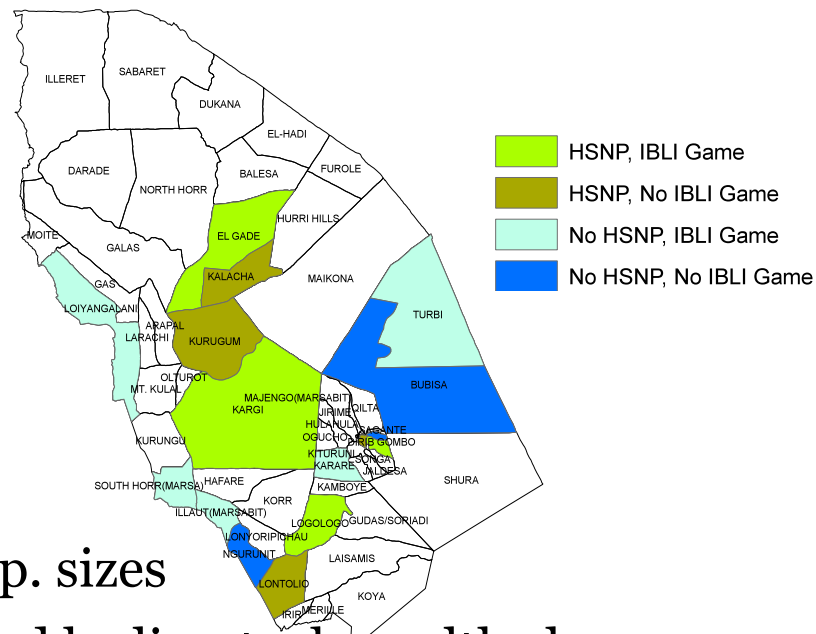 SABARET
ILLERET
DUKANA
EL-HADI
DARADE
BALESA
FUROLE
NORTH HORR
HURRI HILLS
MOITE
EL GADE
GALAS
KALACHA
MAIKONA
GAS
LOIYANGALANI
TURBI
ARAPAL
LARACHI
KURUGUM
OLTUROT
MT. KULAL
BUBISA
MAJENGO(MARSABIT)
KARGI
JIRIME
QILTA
HULAHULA
SAGANTE
OGUCHO
DIRIB GOMBO
KURUNGU
KITURUNI
SONGA
KARARE
JALDESA
SOUTH HORR(MARSA)
HAFARE
KAMBOYE
SHURA
KORR
ILLAUT(MARSABIT)
LOGOLOGO
GUDAS/SORIADI
LONYORIPICHAU
NGURUNIT
LAISAMIS
LONTOLIO
KOYA
IRIR
MERILLE
HSNP, IBLI Game
HSNP, No IBLI Game
No HSNP, IBLI Game
No HSNP, No IBLI Game
p. sizes